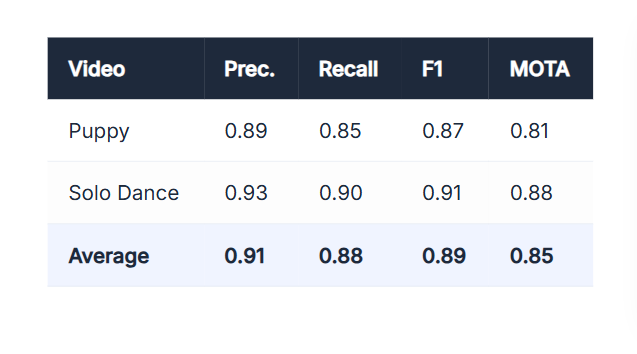 Video Prec. Recall F1 MOTA
Puppy 0.89 0.85 0.87 0.81
Solo Dance 0.93 0.90 0.91 0.88
Average 0.91 0.88 0.89 0.85